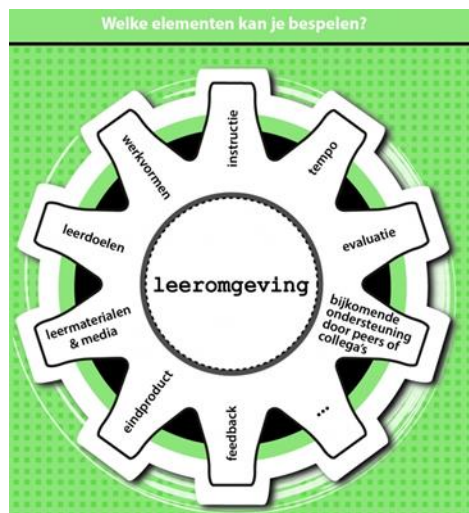 Welke elementen kan je bespelen?
instructie
tempo
evaluatie
bijkomende
ondersteuning
door peers of
collega's
...
feedback
eindproduct
leermaterialen
& media
leerdoelen
werkvormen
leeromgeving